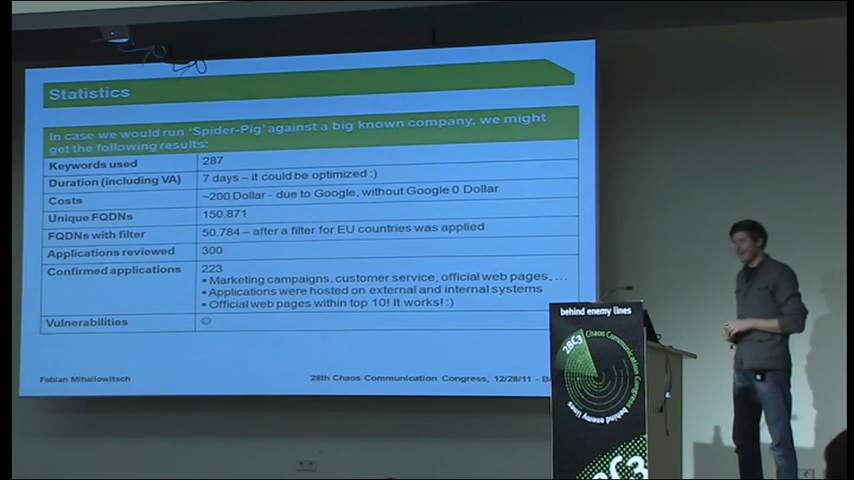 Statistics
In case we would run 'Spider-Pig' against a big known company, we might
get the following results:
Keywords used 287
Duration (including VA) 7 days – it could be optimized :)
Costs ~200 Dollar - due to Google, without Google 0 Dollar
Unique FQDNs 150.871
FQDNs with filter 50.784 – after a filter for EU countries was applied
Applications reviewed 300
Confirmed applications 223
▪ Marketing campaigns, customer service, official web pages, …
▪ Applications were hosted on external and internal systems
▪ Official web pages within top 10! It works! :)
Vulnerabilities ☺
Fabian Mihailowitsch 28th Chaos Communication Congress, 12/28/11 - Be
behind enemy lines
28C3
Chaos Communication Congress
behind enemy lines
28C3